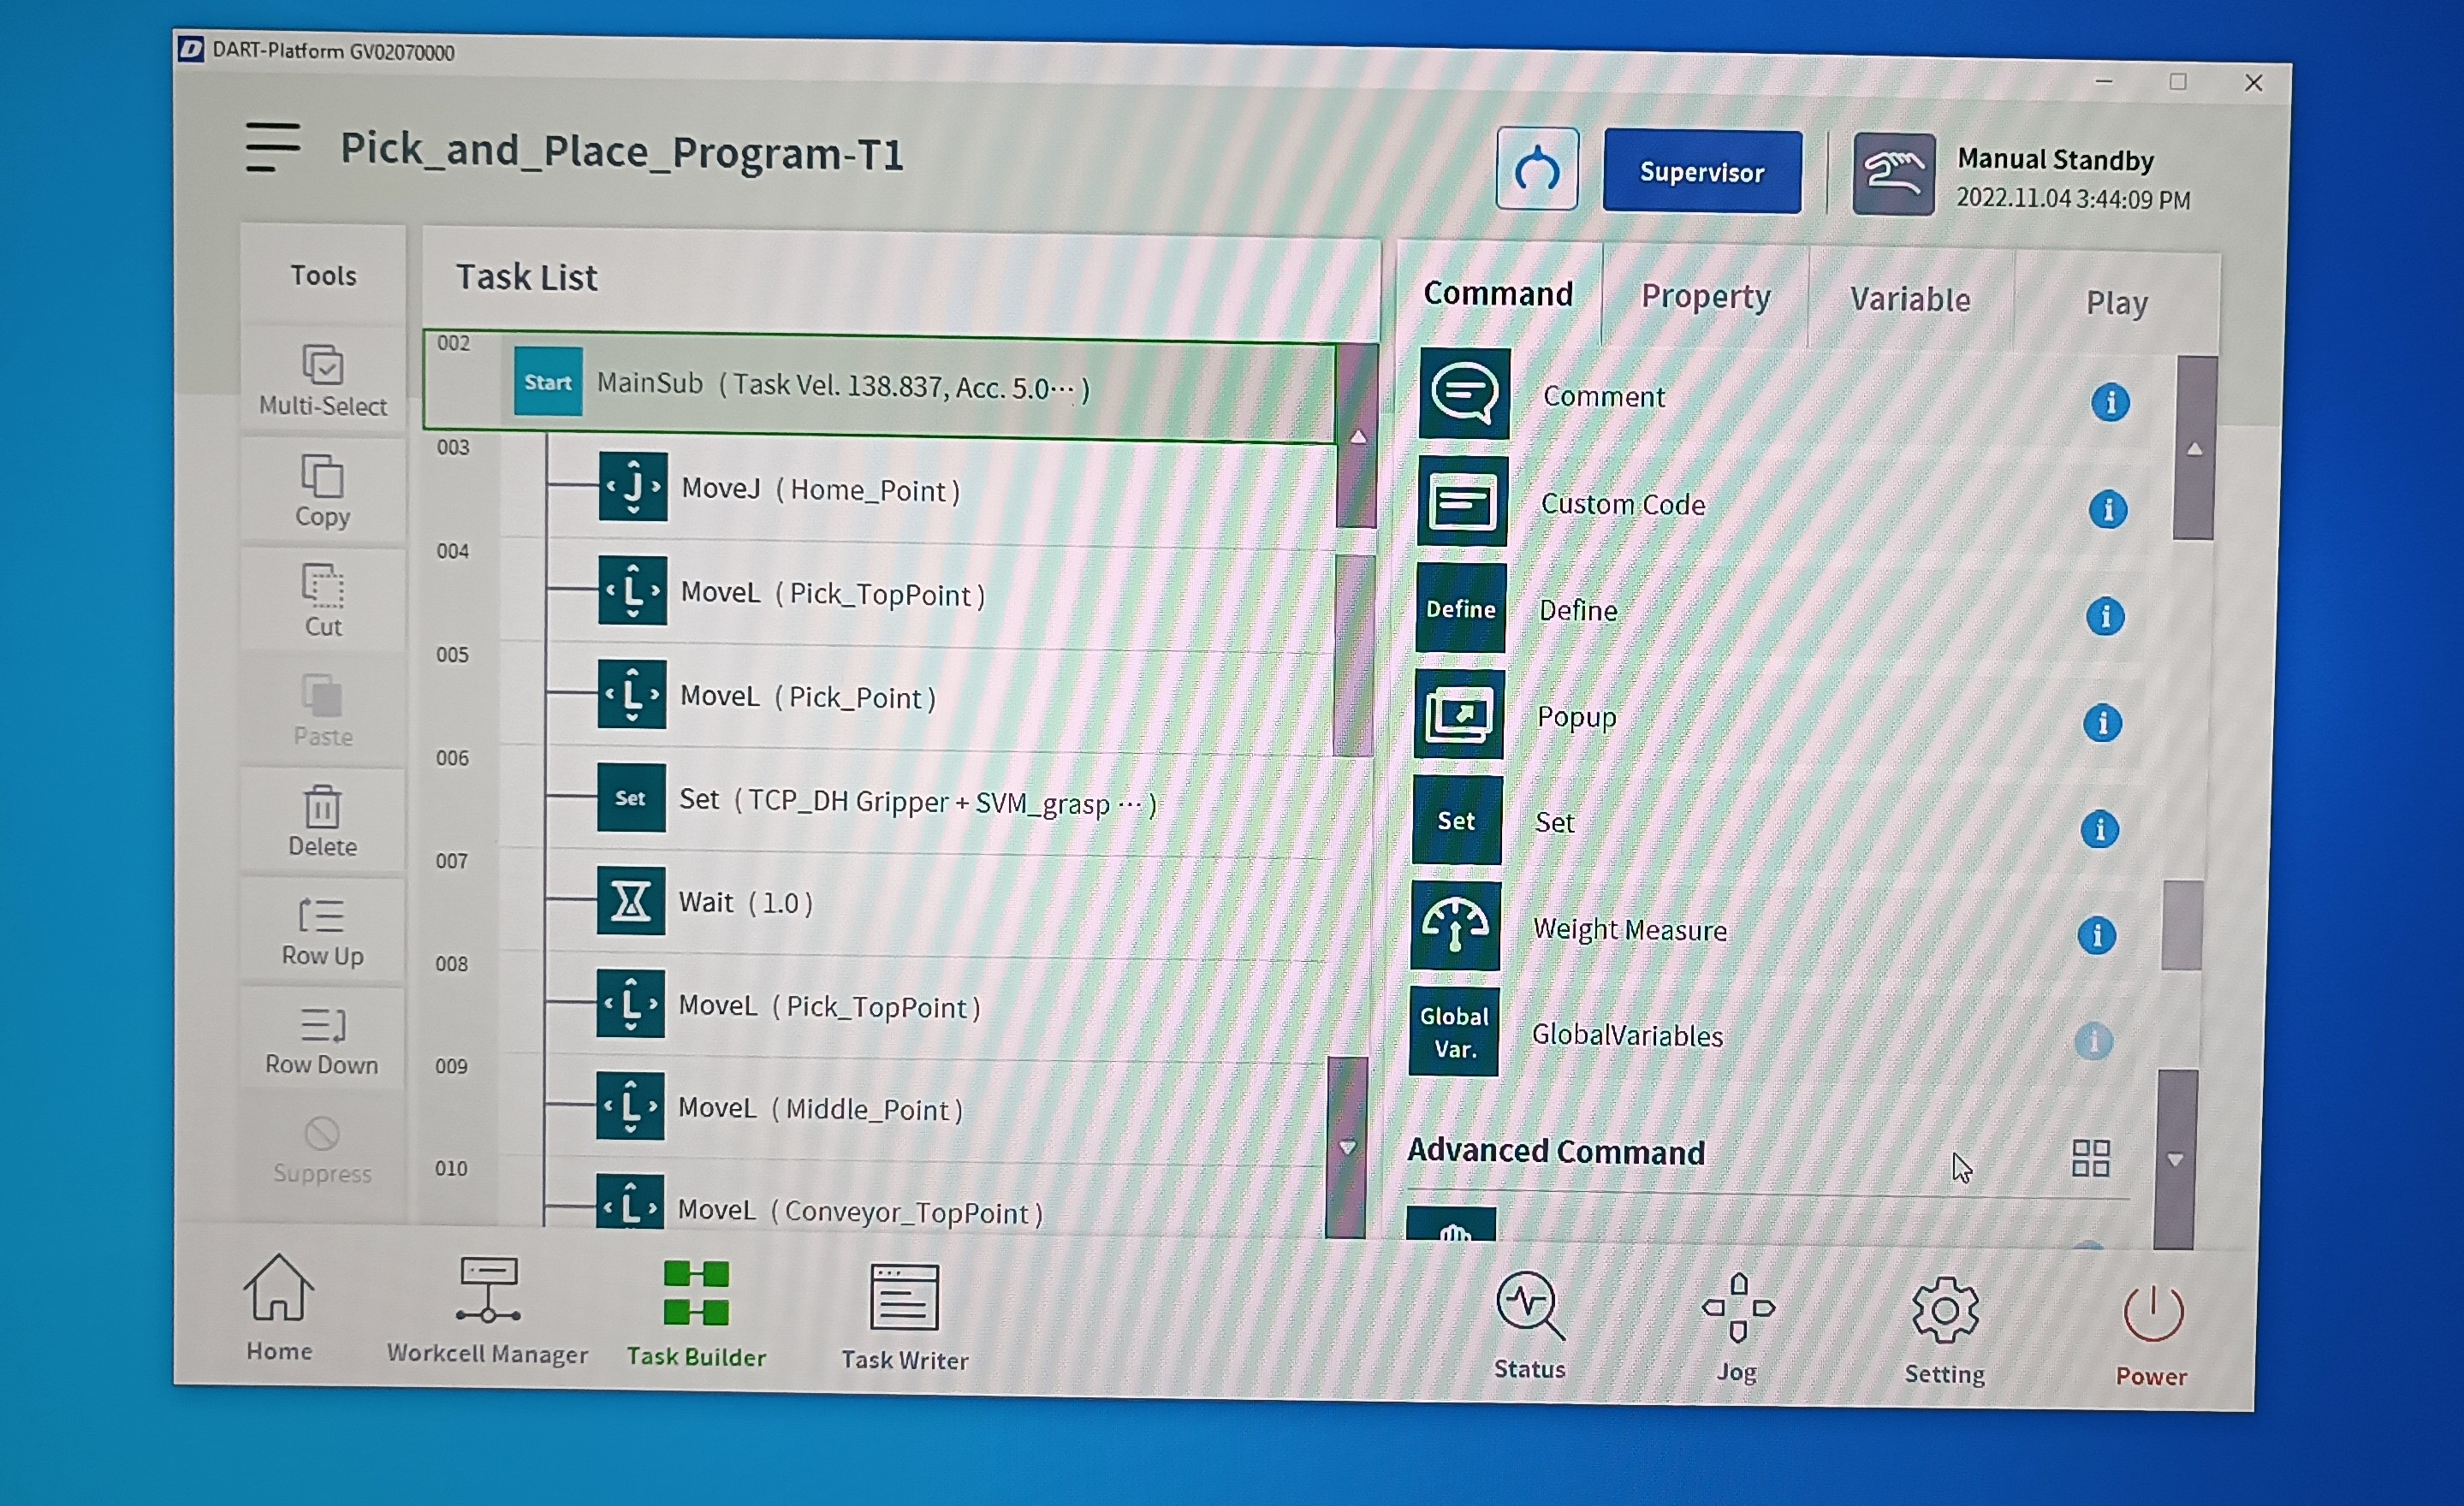 DART-Platform GV02070000
Pick_and_Place_Program-T1
Supervisor
Manual Standby
2022.11.04 3:44:09 PM
Tools
Multi-Select
Copy
Cut
Paste
Delete
Row Up
Row Down
Suppress
Task List
002
Start
MainSub ( Task Vel. 138.837, Acc. 5.0… )
003
J
MoveJ ( Home_Point )
004
L
MoveL ( Pick_TopPoint )
005
L
MoveL ( Pick_Point )
006
Set
Set ( TCP_DH Gripper + SVM_grasp … )
007
Wait ( 1.0 )
008
L
MoveL ( Pick_TopPoint )
009
L
MoveL ( Middle_Point )
010
L
MoveL ( Conveyor_TopPoint )
Command
Property
Variable
Play
Comment
i
Custom Code
i
Define
Define
i
Popup
i
Set
Set
i
Weight Measure
i
Global
Var.
GlobalVariables
i
Advanced Command
Home
Workcell Manager
Task Builder
Task Writer
Status
Jog
Setting
Power